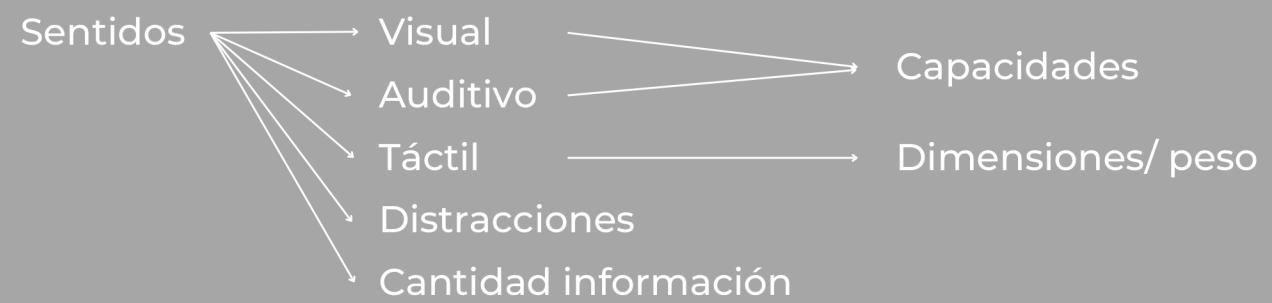 Sentidos
Visual
Auditivo
Táctil
Distracciones
Cantidad información
Capacidades
Dimensiones/ peso